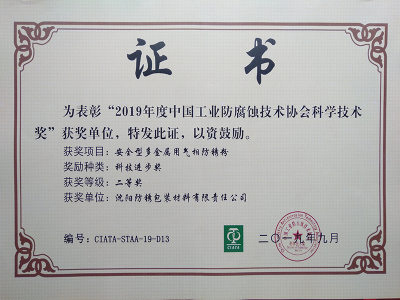 证书
为表彰“2019年度中国工业防腐蚀技术协会科学技术
奖”获奖单位，特发此证，以资鼓励。
获奖项目：安全型多金属用气相防锈粉
奖励种类：科技进步奖
获奖等级：二等奖
获奖单位：沈阳防锈包装材料有限责任公司
编号：CIATA-STAA-19-D13
CIATA
二〇一九年九月